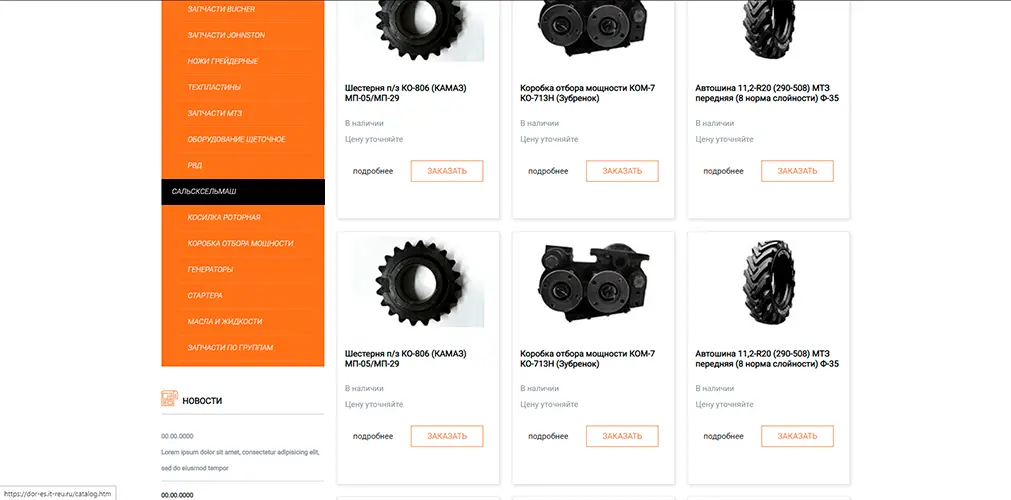 ЗАПЧАСТИ BUCHER
ЗАПЧАСТИ JOHNSTON
НОЖИ ГРЕЙДЕРНЫЕ
ТЕХПЛАСТИНЫ
ЗАПЧАСТИ МТЗ
ОБОРУДОВАНИЕ ЩЕТОЧНОЕ
РВД
САЛЬСКСЕЛЬМАШ
КОСИЛКА РОТОРНАЯ
КОРОБКА ОТБОРА МОЩНОСТИ
ГЕНЕРАТОРЫ
СТАРТЕРА
МАСЛА И ЖИДКОСТИ
ЗАПЧАСТИ ПО ГРУППАМ
НОВОСТИ
00.00.0000
Lorem ipsum dolor sit amet, consectetur adipisicing elit,
sed do eiusmod tempor
00.00.0000
Шестерня п/з КО-806 (КАМАЗ)
МП-05/МП-29
В наличии
Цену уточняйте
подробнее ЗАКАЗАТЬ
Коробка отбора мощности КОМ-7
КО-713Н (Зубренок)
В наличии
Цену уточняйте
подробнее ЗАКАЗАТЬ
Автошина 11,2-R20 (290-508) МТЗ
передняя (8 норма слойности) Ф-35
В наличии
Цену уточняйте
подробнее ЗАКАЗАТЬ
Шестерня п/з КО-806 (КАМАЗ)
МП-05/МП-29
В наличии
Цену уточняйте
подробнее ЗАКАЗАТЬ
Коробка отбора мощности КОМ-7
КО-713Н (Зубренок)
В наличии
Цену уточняйте
подробнее ЗАКАЗАТЬ
Автошина 11,2-R20 (290-508) МТЗ
передняя (8 норма слойности) Ф-35
В наличии
Цену уточняйте
подробнее ЗАКАЗАТЬ
https://dor-es.it-reu.ru/catalog.htm